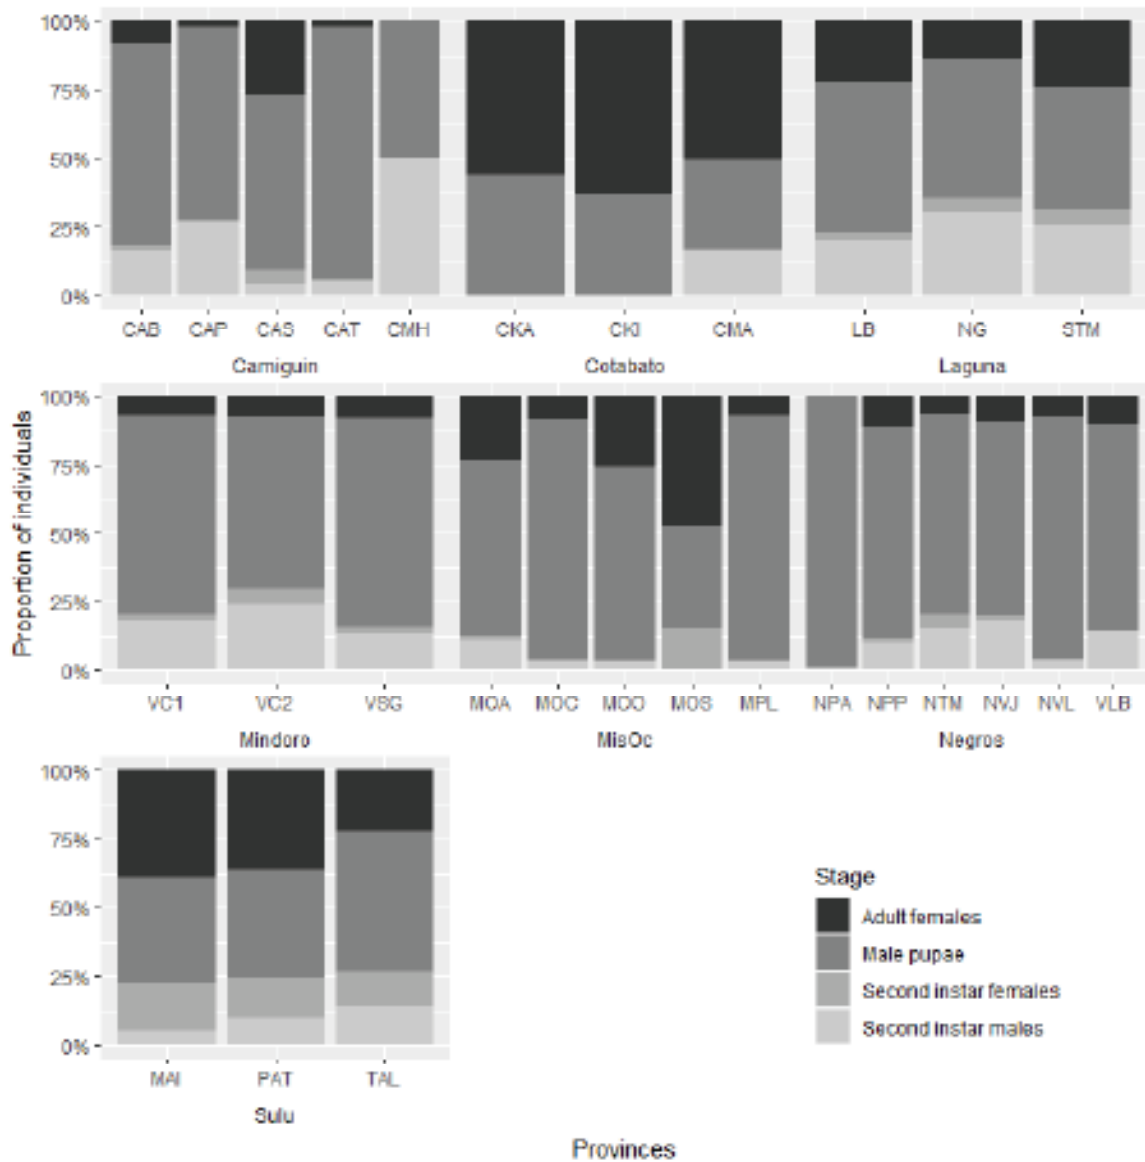 100%
75%
50%
25%
0%
CAB CAP CAS CAT CMH CKA CKI CMA LB NG STM
Camiguin Cotabato Laguna
Proportion of individuals
100%
75%
50%
25%
0%
VC1 VC2 VSG MOA MOC MOO MOS MPL NPA NPP NTM NVJ NVL VLB
Mindoro MisOc Negros
100%
75%
50%
25%
0%
MAI PAT TAL
Sulu
Stage
Adult females
Male pupae
Second instar females
Second instar males
Provinces